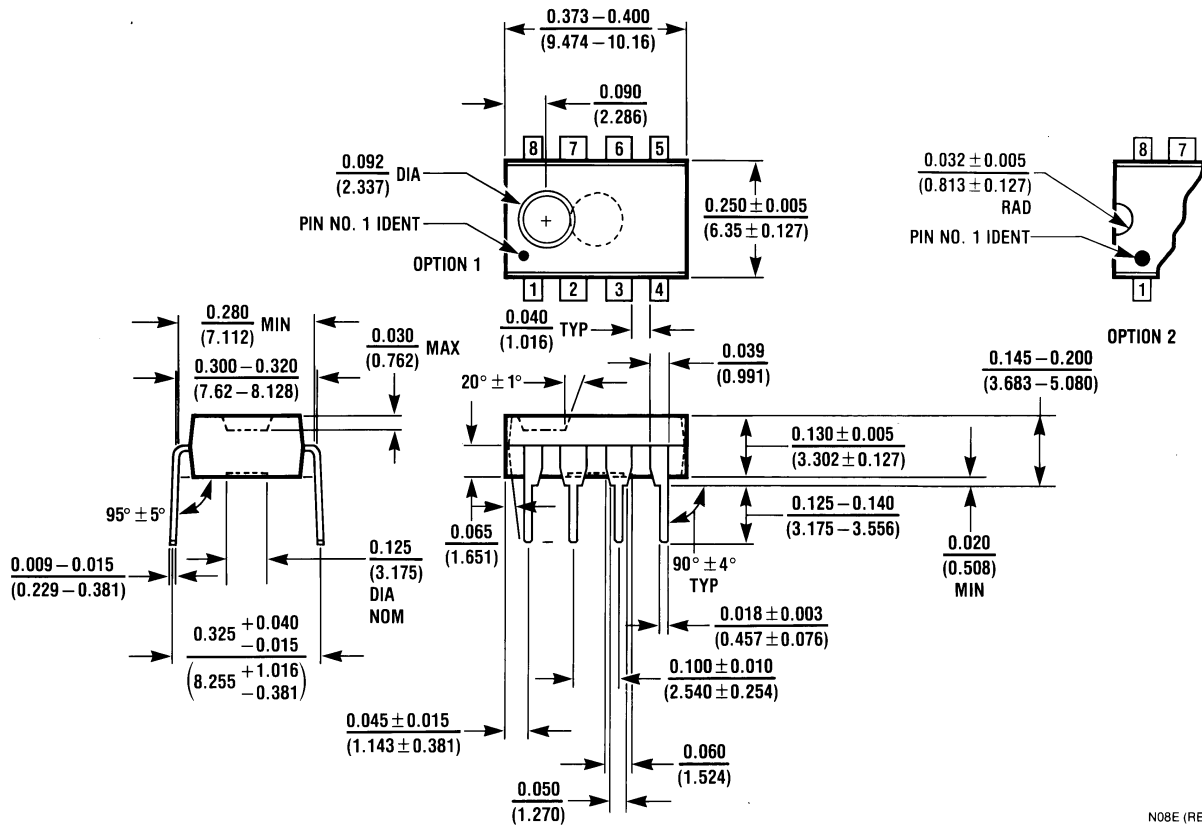 0.373 – 0.400
(9.474 – 10.16)
0.090
(2.286)
8 7 6 5
0.092
(2.337)
DIA
PIN NO. 1 IDENT
OPTION 1
+
1 2 3 4
0.250 ± 0.005
(6.35 ± 0.127)
0.032 ± 0.005
(0.813 ± 0.127)
RAD
PIN NO. 1 IDENT
8 7
1
OPTION 2
0.280
(7.112)
MIN
0.030
(0.762)
MAX
0.300 – 0.320
(7.62 – 8.128)
0.040
(1.016)
TYP
0.039
(0.991)
0.145 – 0.200
(3.683 – 5.080)
20° ± 1°
0.130 ± 0.005
(3.302 ± 0.127)
95° ± 5°
0.065
(1.651)
0.125 – 0.140
(3.175 – 3.556)
90° ± 4°
TYP
0.020
(0.508)
MIN
0.009 – 0.015
(0.229 – 0.381)
0.125
(3.175)
DIA
NOM
0.018 ± 0.003
(0.457 ± 0.076)
0.325 +0.040
–0.015
(8.255 +1.016
–0.381)
0.100 ± 0.010
(2.540 ± 0.254)
0.045 ± 0.015
(1.143 ± 0.381)
0.060
(1.524)
0.050
(1.270)
N08E